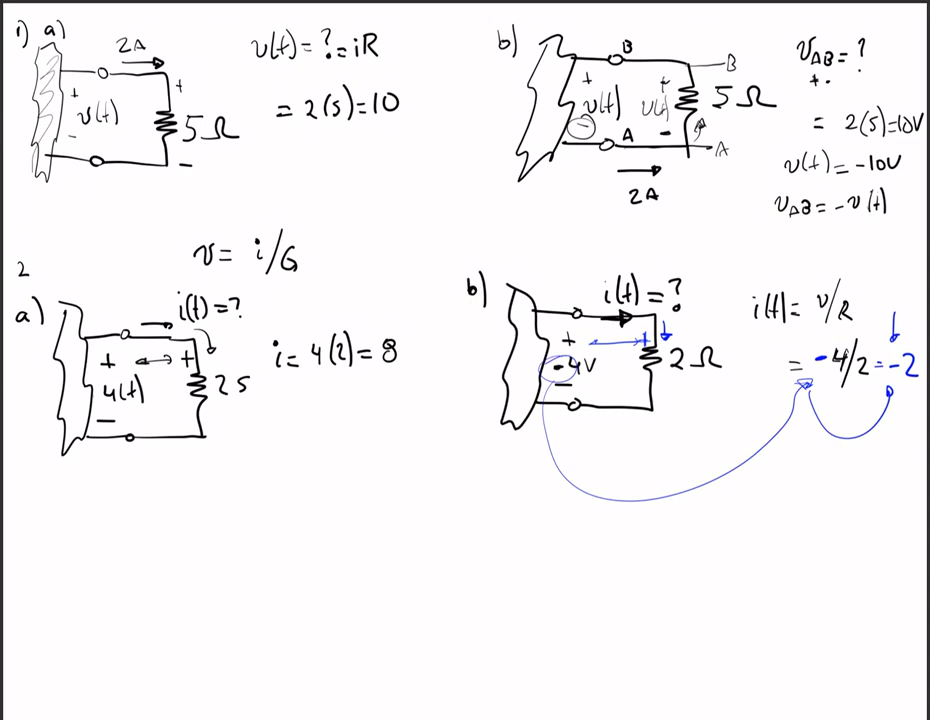 1) a)
2A
+
v(t)
-
+
5Ω
-
v(t) = ? = iR
= 2(5) = 10
b)
B
+
v(t)
-
+
v(t)
-
5Ω
B
A
A
2A
v_AB = ?
+ -
= 2(5) = 10V
v(t) = -10V
v_AB = -v(t)
v = i/G
2
a)
i(t) = ?
+
4(t)
-
+
2 s
i = 4(2) = 8
b)
i(t) = ?
+
-4V
-
+
2Ω
i(t) = v/R
= -4/2 = -2